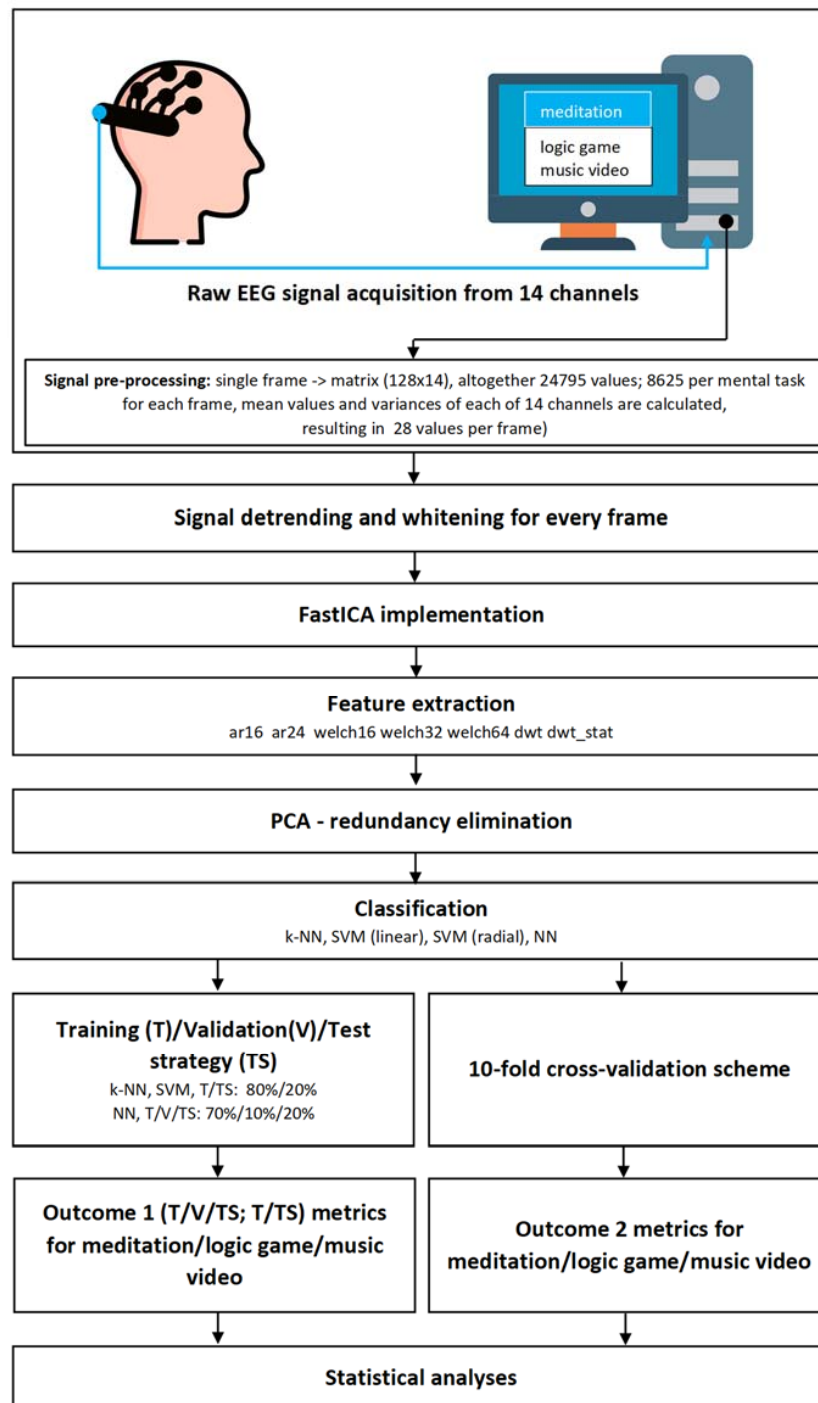 meditation
logic game
music video
Raw EEG signal acquisition from 14 channels
Signal pre-processing: single frame -> matrix (128x14), altogether 24795 values; 8625 per mental task
for each frame, mean values and variances of each of 14 channels are calculated,
resulting in 28 values per frame)
Signal detrending and whitening for every frame
FastICA implementation
Feature extraction
ar16 ar24 welch16 welch32 welch64 dwt dwt_stat
PCA - redundancy elimination
Classification
k-NN, SVM (linear), SVM (radial), NN
Training (T)/Validation(V)/Test
strategy (TS)
k-NN, SVM, T/TS: 80%/20%
NN, T/V/TS: 70%/10%/20%
10-fold cross-validation scheme
Outcome 1 (T/V/TS; T/TS) metrics
for meditation/logic game/music
video
Outcome 2 metrics for
meditation/logic game/music video
Statistical analyses